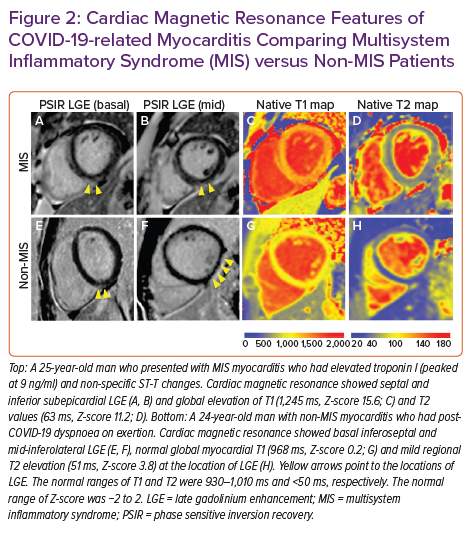 Figure 2: Cardiac Magnetic Resonance Features of
COVID-19-related Myocarditis Comparing Multisystem
Inflammatory Syndrome (MIS) versus Non-MIS Patients
PSIR LGE (basal) PSIR LGE (mid) Native T1 map Native T2 map
A B C D
MIS
E F G H
Non-MIS
0 500 1,000 1,500 2,000 20 40 100 140 180
Top: A 25-year-old man who presented with MIS myocarditis who had elevated troponin I (peaked
at 9 ng/ml) and non-specific ST-T changes. Cardiac magnetic resonance showed septal and
inferior subepicardial LGE (A, B) and global elevation of T1 (1,245 ms, Z-score 15.6; C) and T2
values (63 ms, Z-score 11.2; D). Bottom: A 24-year-old man with non-MIS myocarditis who had post-
COVID-19 dyspnoea on exertion. Cardiac magnetic resonance showed basal inferoseptal and
mid-inferolateral LGE (E, F), normal global myocardial T1 (968 ms, Z-score 0.2; G) and mild regional
T2 elevation (51 ms, Z-score 3.8) at the location of LGE (H). Yellow arrows point to the locations of
LGE. The normal ranges of T1 and T2 were 930–1,010 ms and <50 ms, respectively. The normal
range of Z-score was −2 to 2. LGE = late gadolinium enhancement; MIS = multisystem
inflammatory syndrome; PSIR = phase sensitive inversion recovery.